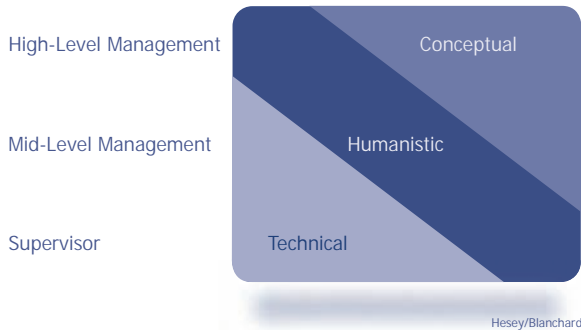 High-Level Management Conceptual
Mid-Level Management Humanistic
Supervisor Technical
Hesey/Blanchard